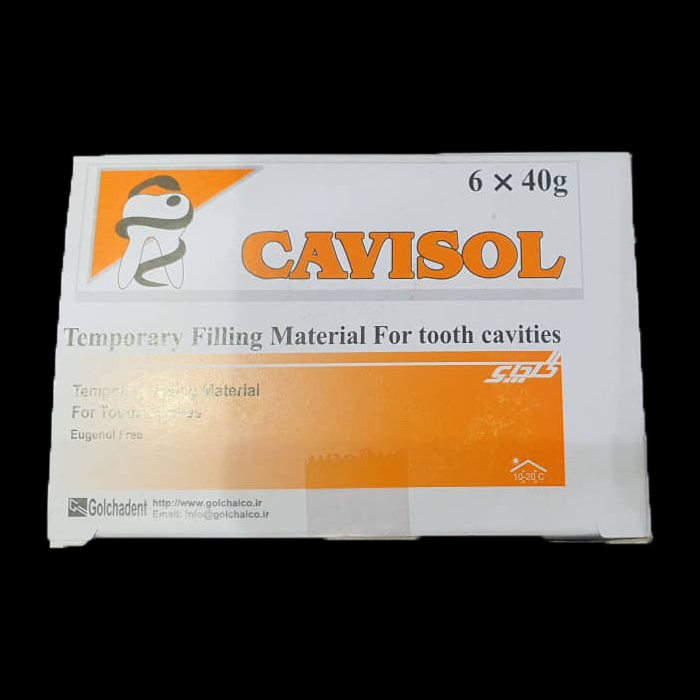 6 × 40g
CAVISOL
Temporary Filling Material For tooth cavities
Material
For
Eugenol Free
10-20 C
Golchadent
http://www.golchaico.ir
Email: info@golchaico.ir